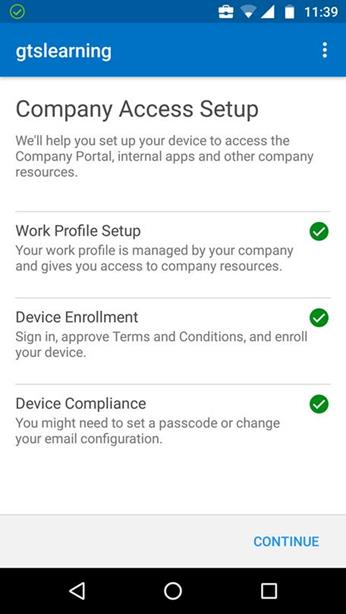 11:39
gtslearning
Company Access Setup
We'll help you set up your device to access the
Company Portal, internal apps and other company
resources.
Work Profile Setup
Your work profile is managed by your company
and gives you access to company resources.
Device Enrollment
Sign in, approve Terms and Conditions, and enroll
your device.
Device Compliance
You might need to set a passcode or change
your email configuration.
CONTINUE